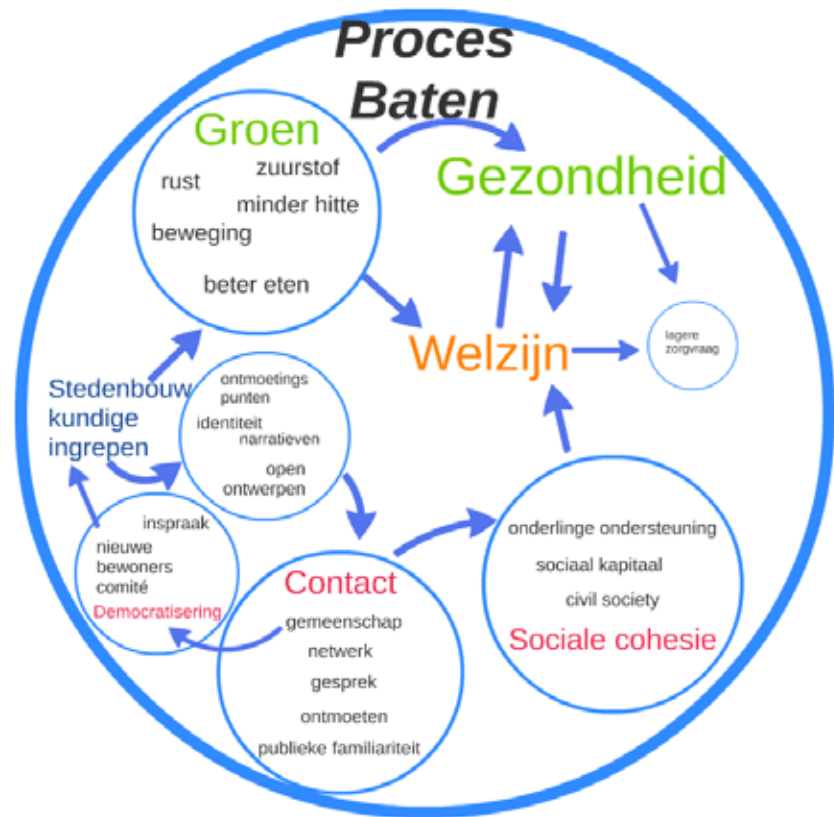 Proces
Baten
Groen
zuurstof
rust
minder hitte
beweging
beter eten
Gezondheid
Welzijn
lagere
zorgvraag
Stedenbouw
kundige
ingrepen
ontmoetings
punten
identiteit
narratieven
open
ontwerpen
inspraak
nieuwe
bewoners
comité
Democratisering
Contact
gemeenschap
netwerk
gesprek
ontmoeten
publieke familiariteit
onderlinge ondersteuning
sociaal kapitaal
civil society
Sociale cohesie